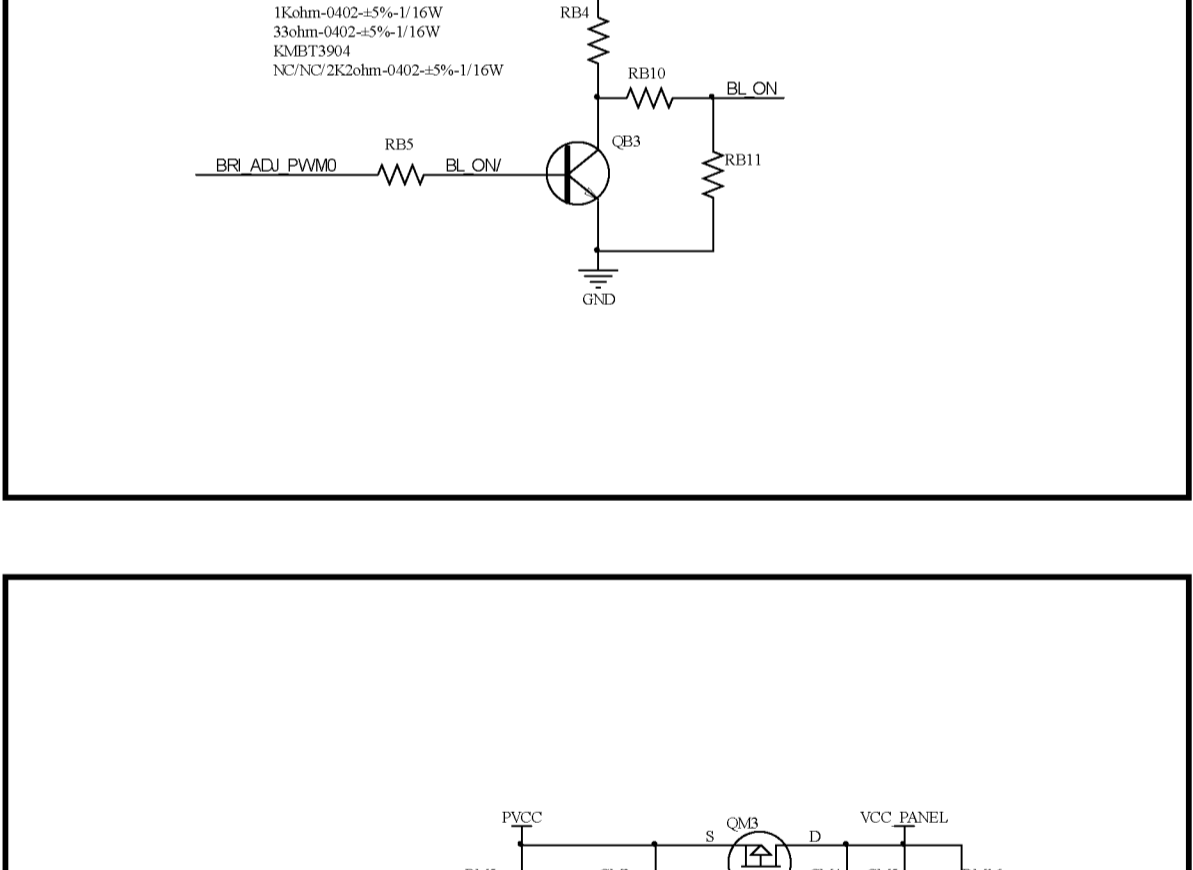 1Kohm-0402-±5%-1/16W
33ohm-0402-±5%-1/16W
KMBT3904
NC/NC/2K2ohm-0402-±5%-1/16W
RB4
RB10
BL_ON
QB3
RB5
RB11
BRI_ADJ_PWM0
BL_ON/
GND
PVCC
QM3
VCC_PANEL
S
D